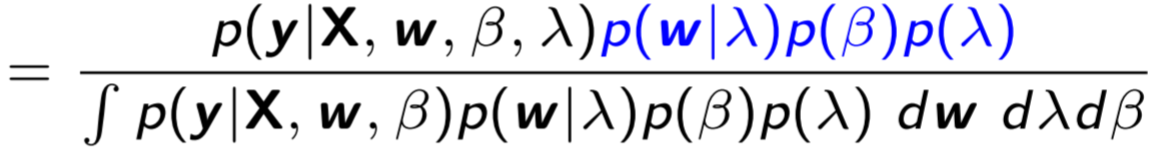 = p(y|X, w, β, λ)p(w|λ)p(β)p(λ)
∫ p(y|X, w, β)p(w|λ)p(β)p(λ) dw dλdβ